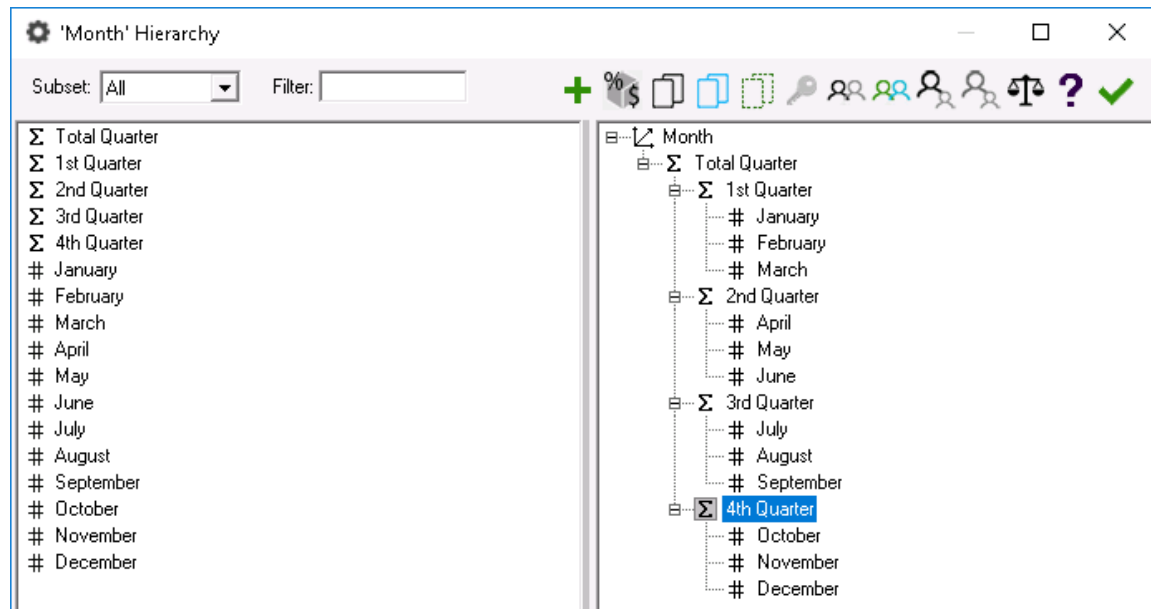 'Month' Hierarchy
Subset: All Filter:
% $ ?
Σ Total Quarter
Σ 1st Quarter
Σ 2nd Quarter
Σ 3rd Quarter
Σ 4th Quarter
# January
# February
# March
# April
# May
# June
# July
# August
# September
# October
# November
# December
Month
Σ Total Quarter
Σ 1st Quarter
# January
# February
# March
Σ 2nd Quarter
# April
# May
# June
Σ 3rd Quarter
# July
# August
# September
Σ 4th Quarter
# October
# November
# December